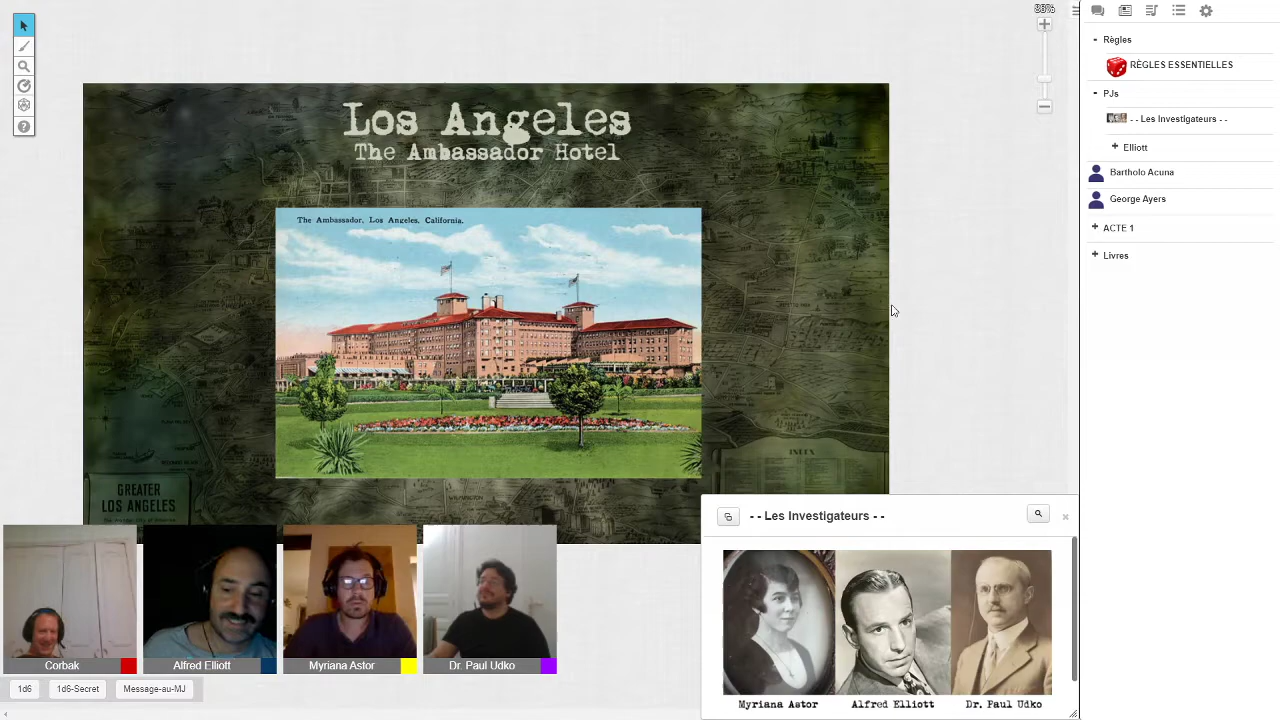 88%
Los Angeles
The Ambassador Hotel
The Ambassador, Los Angeles, California.
INDEX
GREATER
LOS ANGELES
WILMINGTON
Corbak
Alfred Elliott
Myriana Astor
Dr. Paul Udko
1d6
1d6-Secret
Message-au-MJ
- - Les Investigateurs - -
Myriana Astor
Alfred Elliott
Dr. Paul Udko
Règles
RÈGLES ESSENTIELLES
PJs
- - Les Investigateurs - -
Elliott
Bartholo Acuna
George Ayers
ACTE 1
Livres